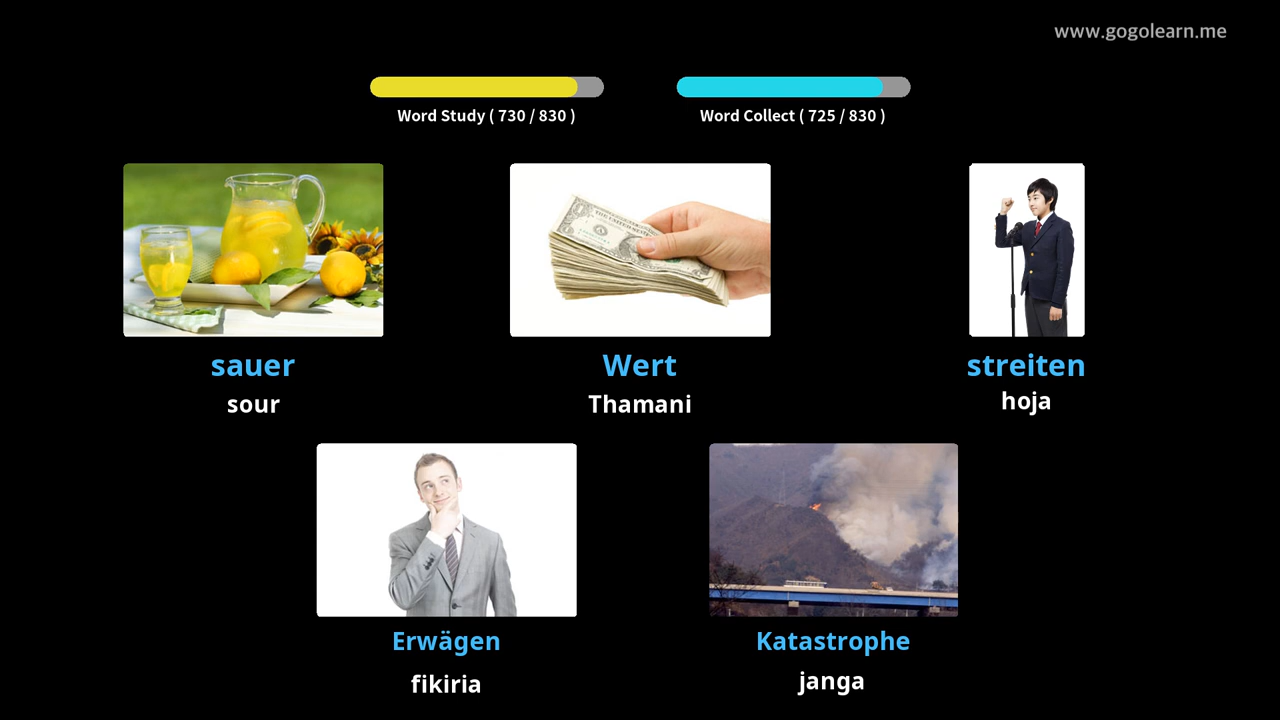 www.gogolearn.me
Word Study ( 730 / 830 )
Word Collect ( 725 / 830 )
sauer
sour
Wert
Thamani
streiten
hoja
Erwägen
fikiria
Katastrophe
janga